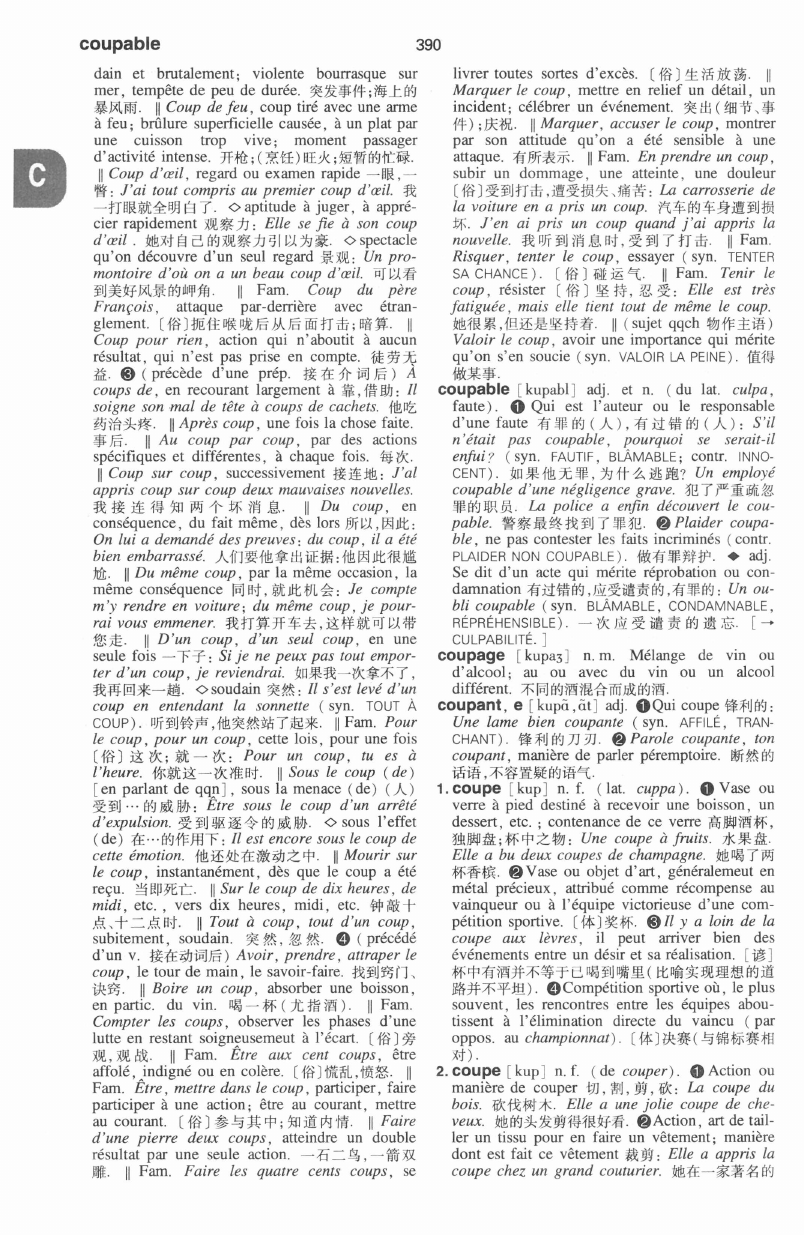 coupable
390
C
dain et brutalement; violente bourrasque sur
mer, tempête de peu de durée. 突发事件;海上的
暴风雨. ‖ Coup de feu, coup tiré avec une arme
à feu; brûlure superficielle causée, à un plat par
une cuisson trop vive; moment passager
d'activité intense. 开枪;(烹饪)旺火;短暂的忙碌.
‖ Coup d'œil, regard ou examen rapide 一眼,一
瞥: J'ai tout compris au premier coup d'œil. 我
一打眼就全明白了. ◇ aptitude à juger, à appré-
cier rapidement 观察力: Elle se fie à son coup
d'œil . 她对自己的观察力引以为豪. ◇ spectacle
qu'on découvre d'un seul regard 景观: Un pro-
montoire d'où on a un beau coup d'œil. 可以看
到美好风景的岬角. ‖ Fam. Coup du père
François, attaque par-derrière avec étran-
glement. 〔俗〕扼住喉咙后从后面打击;暗算. ‖
Coup pour rien, action qui n'aboutit à aucun
résultat, qui n'est pas prise en compte. 徒劳无
益. ❸ (précède d'une prép. 接在介词后) À
coups de, en recourant largement à 靠,借助: Il
soigne son mal de tête à coups de cachets. 他吃
药治头疼. ‖ Après coup, une fois la chose faite.
事后. ‖ Au coup par coup, par des actions
spécifiques et différentes, à chaque fois. 每次.
‖ Coup sur coup, successivement 接连地: J'al
appris coup sur coup deux mauvaises nouvelles.
我接连得知两个坏消息. ‖ Du coup, en
conséquence, du fait même, dès lors 所以,因此:
On lui a demandé des preuves: du coup, il a été
bien embarrassé. 人们要他拿出证据:他因此很尴
尬. ‖ Du même coup, par la même occasion, la
même conséquence 同时,就此机会: Je compte
m'y rendre en voiture; du même coup, je pour-
rai vous emmener. 我打算开车去,这样就可以带
您走. ‖ D'un coup, d'un seul coup, en une
seule fois 一下子: Si je ne peux pas tout empor-
ter d'un coup, je reviendrai. 如果我一次拿不了,
我再回来一趟. ◇soudain 突然: Il s'est levé d'un
coup en entendant la sonnette (syn. TOUT À
COUP). 听到铃声,他突然站了起来. ‖ Fam. Pour
le coup, pour un coup, cette lois, pour une fois
〔俗〕这次; 就一次: Pour un coup, tu es à
l'heure. 你就这一次准时. ‖ Sous le coup (de)
[en parlant de qqn], sous la menace (de) (人)
受到…的威胁: Être sous le coup d'un arrêté
d'expulsion. 受到驱逐令的威胁. ◇ sous l'effet
(de) 在…的作用下: Il est encore sous le coup de
cette émotion. 他还处在激动之中. ‖ Mourir sur
le coup, instantanément, dès que le coup a été
reçu. 当即死亡. ‖ Sur le coup de dix heures, de
midi, etc. , vers dix heures, midi, etc. 钟敲十
点、十二点时. ‖ Tout à coup, tout d'un coup,
subitement, soudain. 突然,忽然. ❹ (précédé
d'un v. 接在动词后) Avoir, prendre, attraper le
coup, le tour de main, le savoir-faire. 找到窍门、
诀窍. ‖ Boire un coup, absorber une boisson,
en partic. du vin. 喝一杯(尤指酒). ‖ Fam.
Compter les coups, observer les phases d'une
lutte en restant soigneusemeut à l'écart. 〔俗〕旁
观,观战. ‖ Fam. Être aux cent coups, être
affolé, indigné ou en colère. 〔俗〕慌乱,愤怒. ‖
Fam. Être, mettre dans le coup, participer, faire
participer à une action; être au courant, mettre
au courant. 〔俗〕参与其中;知道内情. ‖ Faire
d'une pierre deux coups, atteindre un double
résultat par une seule action. 一石二鸟,一箭双
雕. ‖ Fam. Faire les quatre cents coups, se
livrer toutes sortes d'excès. 〔俗〕生活放荡. ‖
Marquer le coup, mettre en relief un détail, un
incident; célébrer un événement. 突出(细节、事
件);庆祝. ‖ Marquer, accuser le coup, montrer
par son attitude qu'on a été sensible à une
attaque. 有所表示. ‖ Fam. En prendre un coup,
subir un dommage, une atteinte, une douleur
〔俗〕受到打击,遭受损失、痛苦: La carrosserie de
la voiture en a pris un coup. 汽车的车身遭到损
坏. J'en ai pris un coup quand j'ai appris la
nouvelle. 我听到消息时,受到了打击. ‖ Fam.
Risquer, tenter le coup, essayer (syn. TENTER
SA CHANCE). 〔俗〕碰运气. ‖ Fam. Tenir le
coup, résister 〔俗〕坚持,忍受: Elle est très
fatiguée, mais elle tient tout de même le coup.
她很累,但还是坚持着. ‖ (sujet qqch 物作主语)
Valoir le coup, avoir une importance qui mérite
qu'on s'en soucie (syn. VALOIR LA PEINE). 值得
做某事.
coupable [kupabl] adj. et n. (du lat. culpa,
faute). ❶ Qui est l'auteur ou le responsable
d'une faute 有罪的(人),有过错的(人): S'il
n'était pas coupable, pourquoi se serait-il
enfui? (syn. FAUTIF, BLÂMABLE; contr. INNO-
CENT). 如果他无罪,为什么逃跑? Un employé
coupable d'une négligence grave. 犯了严重疏忽
罪的职员. La police a enfin découvert le cou-
pable. 警察最终找到了罪犯. ❷ Plaider coupa-
ble, ne pas contester les faits incriminés (contr.
PLAIDER NON COUPABLE). 做有罪辩护. ◆ adj.
Se dit d'un acte qui mérite réprobation ou con-
damnation 有过错的,应受谴责的,有罪的: Un ou-
bli coupable (syn. BLÂMABLE, CONDAMNABLE,
RÉPRÉHENSIBLE). 一次应受谴责的遗忘. [→
CULPABILITÉ.]
coupage [kupaʒ] n.m. Mélange de vin ou
d'alcool; au ou avec du vin ou un alcool
différent. 不同的酒混合而成的酒.
coupant, e [kupɑ̃,ɑ̃t] adj. ❶Qui coupe 锋利的:
Une lame bien coupante (syn. AFFILÉ, TRAN-
CHANT). 锋利的刀刃. ❷ Parole coupante, ton
coupant, manière de parler péremptoire. 断然的
话语,不容置疑的语气.
1. coupe [kup] n. f. (lat. cuppa). ❶ Vase ou
verre à pied destiné à recevoir une boisson, un
dessert, etc. ; contenance de ce verre 高脚酒杯,
独脚盘;杯中之物: Une coupe à fruits. 水果盘.
Elle a bu deux coupes de champagne. 她喝了两
杯香槟. ❷Vase ou objet d'art, généralemeut en
métal précieux, attribué comme récompense au
vainqueur ou à l'équipe victorieuse d'une com-
pétition sportive. [体]奖杯. ❸Il y a loin de la
coupe aux lèvres, il peut arriver bien des
événements entre un désir et sa réalisation. [谚]
杯中有酒并不等于已喝到嘴里(比喻实现理想的道
路并不平坦). ❹Compétition sportive où, le plus
souvent, les rencontres entre les équipes abou-
tissent à l'élimination directe du vaincu (par
oppos. au championnat). [体]决赛(与锦标赛相
对).
2. coupe [kup] n. f. (de couper). ❶ Action ou
manière de couper 切,割,剪,砍: La coupe du
bois. 砍伐树木. Elle a une jolie coupe de che-
veux. 她的头发剪得很好看. ❷Action, art de tail-
ler un tissu pour en faire un vêtement; manière
dont est fait ce vêtement 裁剪: Elle a appris la
coupe chez un grand couturier. 她在一家著名的